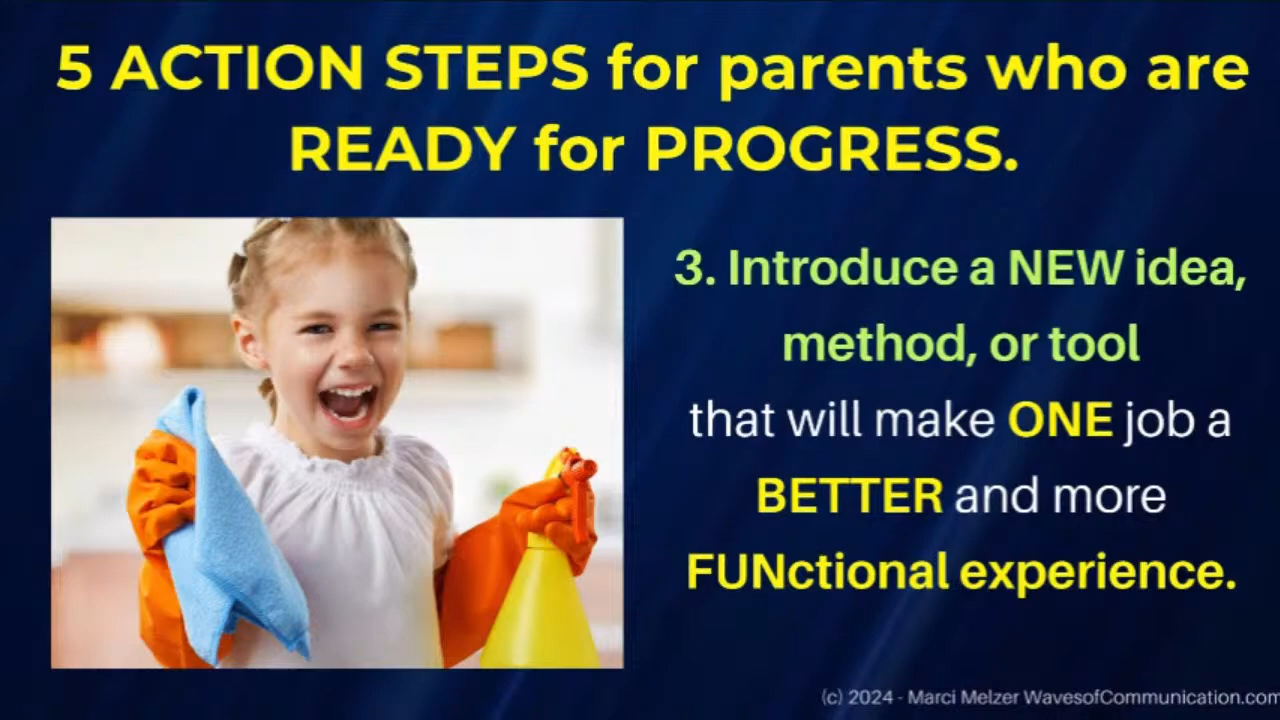 5 ACTION STEPS for parents who are
READY for PROGRESS.
3. Introduce a NEW idea,
method, or tool
that will make ONE job a
BETTER and more
FUNctional experience.
(c) 2024 - Marci Melzer WavesofCommunication.com